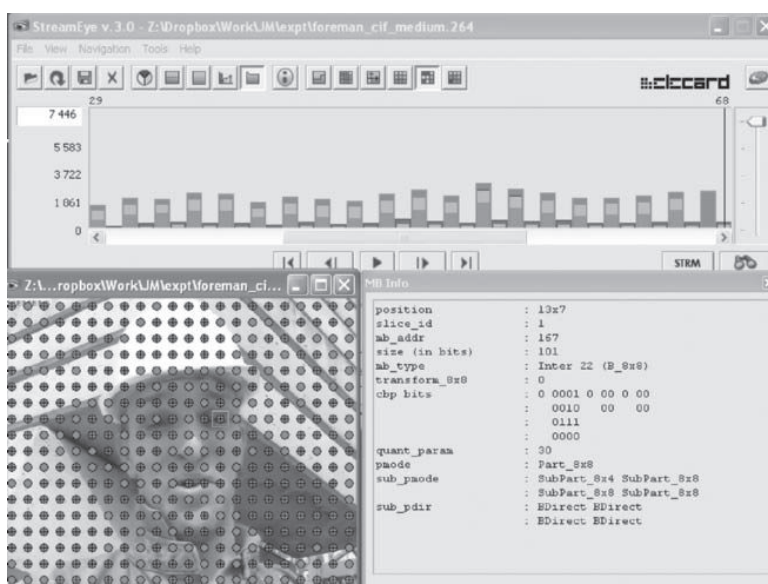 StreamEye v.3.0 - Z:\Dropbox\Work\JM\expt\foreman_cif_medium.264
File View Navigation Tools Help
elecard
29 68
7 446
5 583
3 722
1 861
0
STRM
Z:\...ropbox\Work\JM\expt\foreman_ci...
MB Info
position : 13x7
slice_id : 1
mb_addr : 167
size (in bits) : 101
mb_type : Inter 22 (B_8x8)
transform_8x8 : 0
cbp bits : 0 0001 0 00 0 00
: 0010 00 00
: 0111
: 0000
quant_param : 30
pmode : Part_8x8
sub_pmode : SubPart_8x4 SubPart_8x8
: SubPart_8x8 SubPart_8x8
sub_pdir : BDirect BDirect
: BDirect BDirect